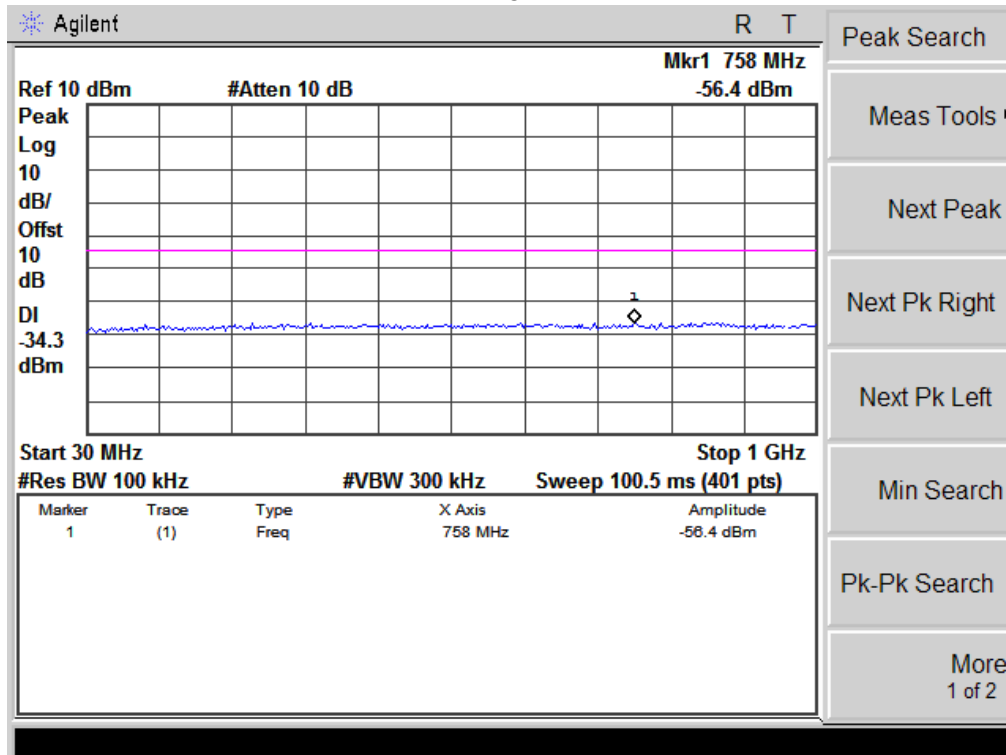 Agilent
R T
Mkr1 758 MHz
Ref 10 dBm #Atten 10 dB -56.4 dBm
Peak
Log
10
dB/
Offst
10
dB
DI
-34.3
dBm
1
Start 30 MHz Stop 1 GHz
#Res BW 100 kHz #VBW 300 kHz Sweep 100.5 ms (401 pts)
Marker Trace Type X Axis Amplitude
1 (1) Freq 758 MHz -56.4 dBm
Peak Search
Meas Tools
Next Peak
Next Pk Right
Next Pk Left
Min Search
Pk-Pk Search
More
1 of 2